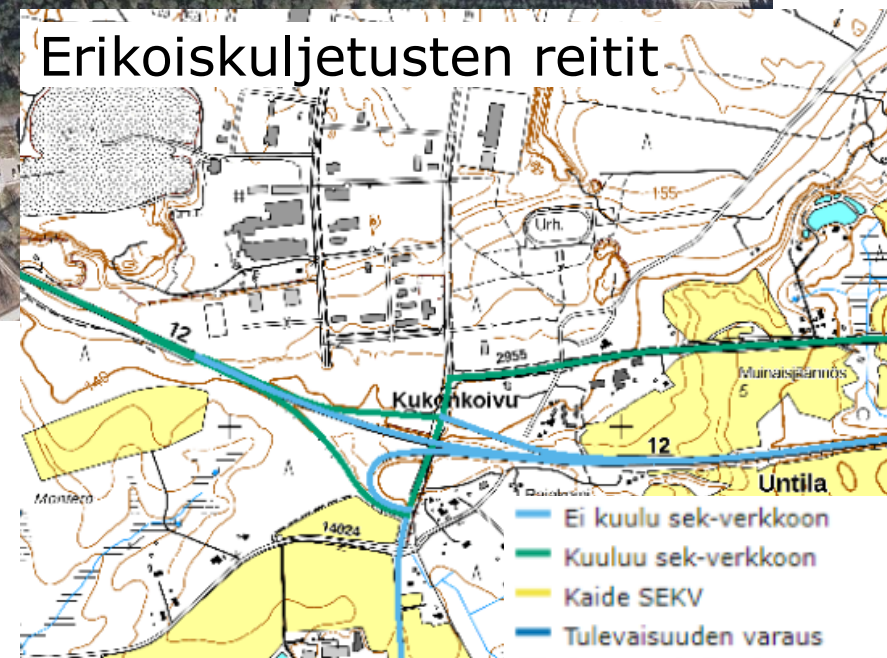 Erikoiskuljetusten reitit
155
Urh.
12
2955
140
Muinaisjäännös
5
Kukonkoivu
12
Untila
Montero
14024
Ei kuulu sek-verkkoon
Kuuluu sek-verkkoon
Kaide SEKV
Tulevaisuuden varaus